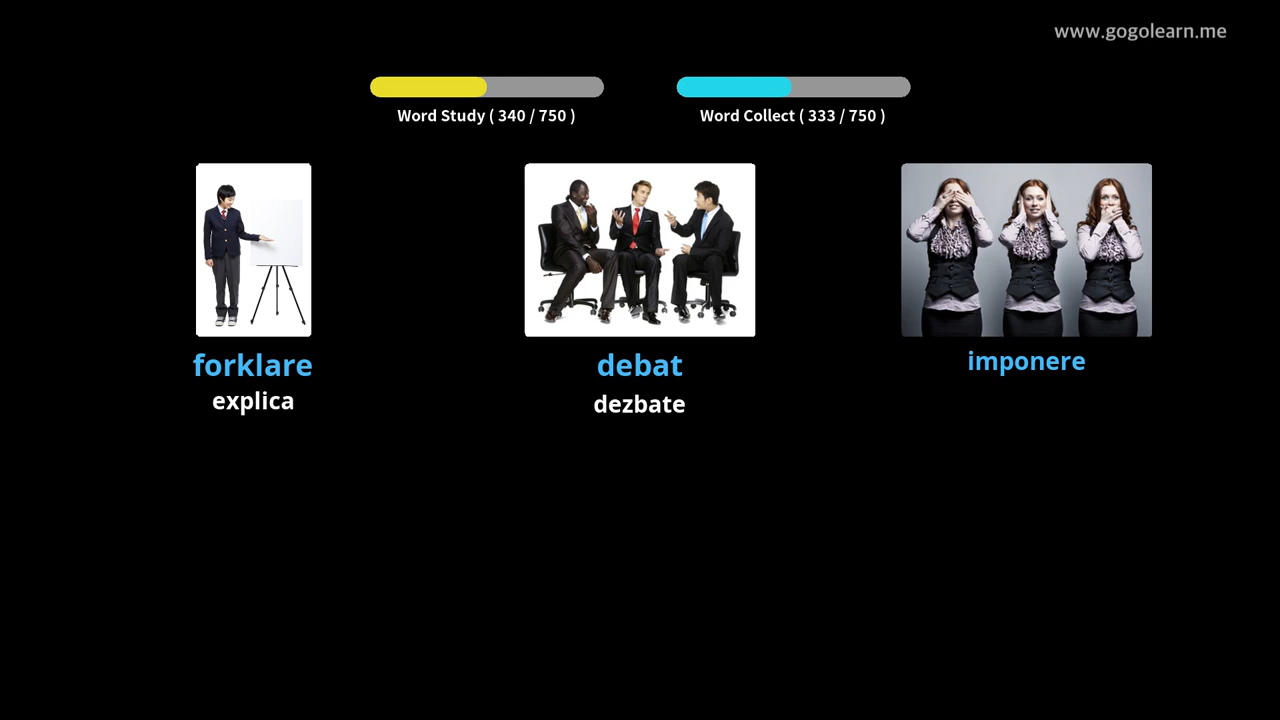 www.gogolearn.me
Word Study ( 340 / 750 )
Word Collect ( 333 / 750 )
forklare
explica
debat
dezbate
imponere